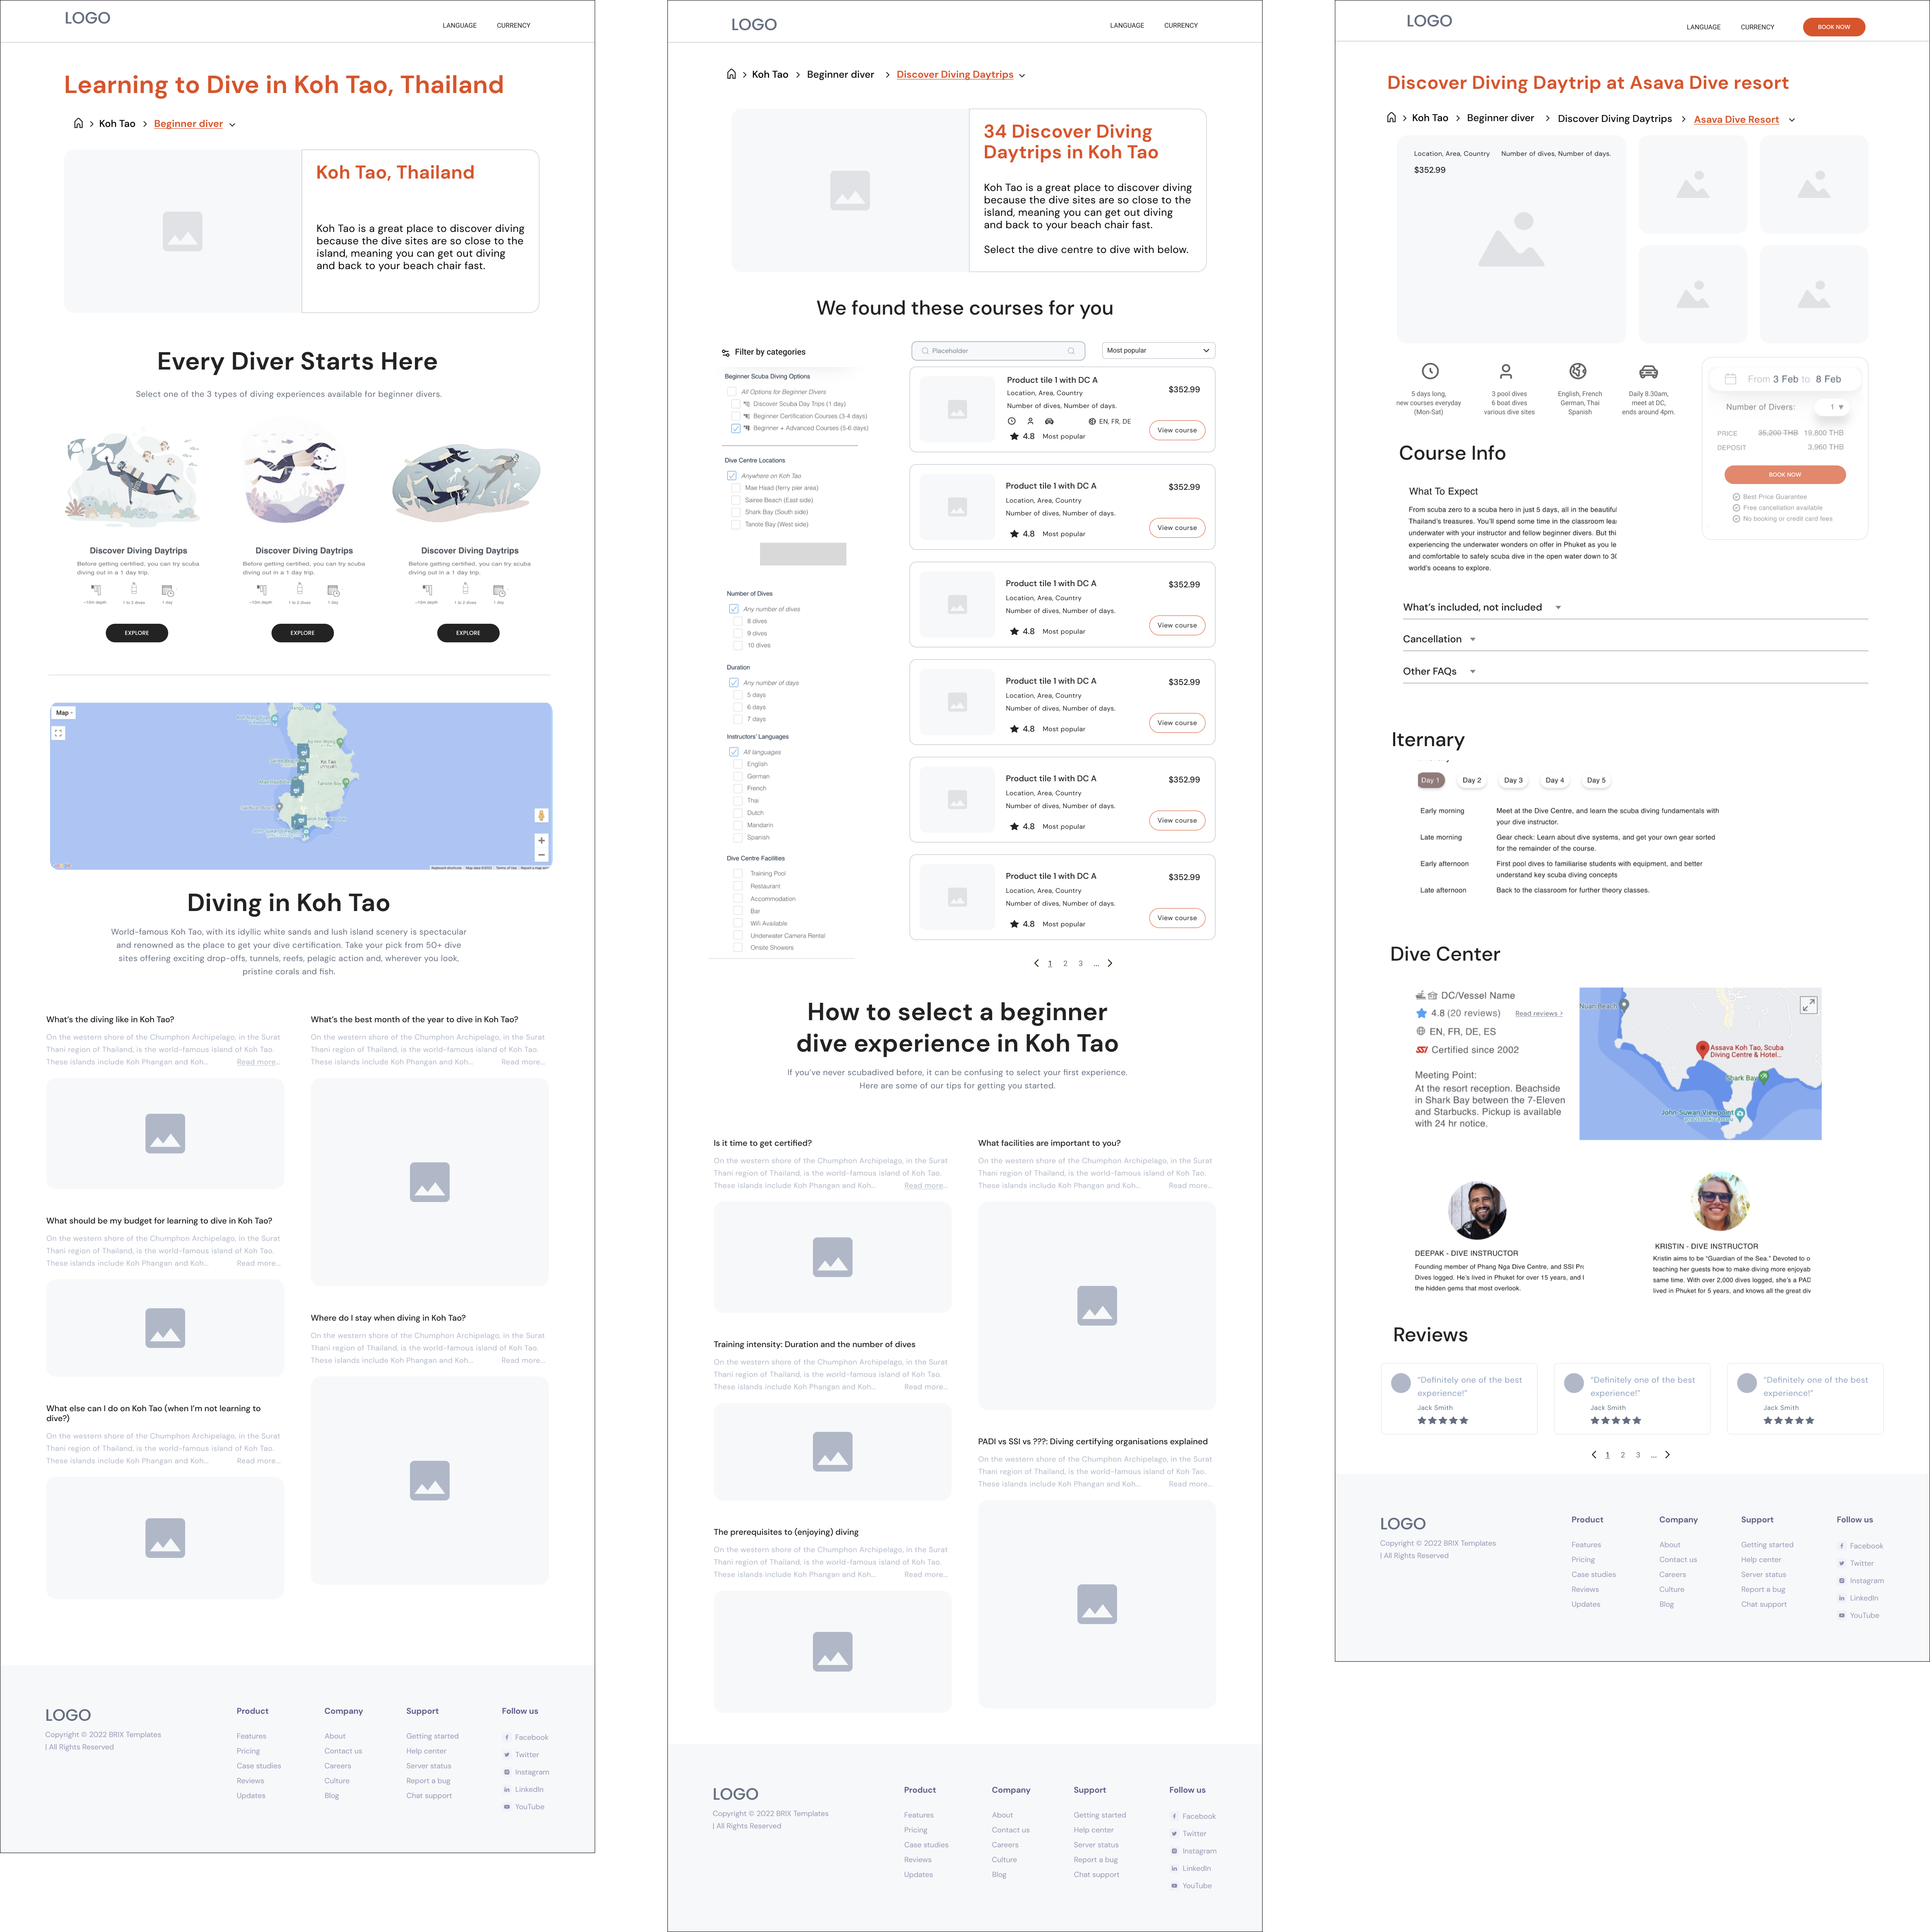 LOGO
LANGUAGE CURRENCY
Learning to Dive in Koh Tao, Thailand
Koh Tao Beginner diver
Koh Tao, Thailand
Koh Tao is a great place to discover diving
because the dive sites are so close to the
island, meaning you can get out diving
and back to your beach chair fast.
Every Diver Starts Here
Select one of the 3 types of diving experiences available for beginner divers.
Discover Diving Daytrips
Before getting certified, you can try scuba
diving out in a 1 day trip.
~10m depth 1 to 2 dives 1 day
EXPLORE
Discover Diving Daytrips
Before getting certified, you can try scuba
diving out in a 1 day trip.
~10m depth 1 to 2 dives 1 day
EXPLORE
Discover Diving Daytrips
Before getting certified, you can try scuba
diving out in a 1 day trip.
~10m depth 1 to 2 dives 1 day
EXPLORE
Map
Ko Tao
Tanote Bay
Diving in Koh Tao
World-famous Koh Tao, with its idyllic white sands and lush island scenery is spectacular
and renowned as the place to get your dive certification. Take your pick from 50+ dive
sites offering exciting drop-offs, tunnels, reefs, pelagic action and, wherever you look,
pristine corals and fish.
What's the diving like in Koh Tao?
On the western shore of the Chumphon Archipelago, in the Surat
Thani region of Thailand, is the world-famous island of Koh Tao.
These islands include Koh Phangan and Koh... Read more...
What should be my budget for learning to dive in Koh Tao?
On the western shore of the Chumphon Archipelago, in the Surat
Thani region of Thailand, is the world-famous island of Koh Tao.
These islands include Koh Phangan and Koh... Read more...
What else can I do on Koh Tao (when I'm not learning to
dive?)
On the western shore of the Chumphon Archipelago, in the Surat
Thani region of Thailand, is the world-famous island of Koh Tao.
These islands include Koh Phangan and Koh... Read more...
What's the best month of the year to dive in Koh Tao?
On the western shore of the Chumphon Archipelago, in the Surat
Thani region of Thailand, is the world-famous island of Koh Tao.
These islands include Koh Phangan and Koh... Read more...
Where do I stay when diving in Koh Tao?
On the western shore of the Chumphon Archipelago, in the Surat
Thani region of Thailand, is the world-famous island of Koh Tao.
These islands include Koh Phangan and Koh... Read more...
LOGO
Copyright © 2022 BRIX Templates
| All Rights Reserved
Product
Features
Pricing
Case studies
Reviews
Updates
Company
About
Contact us
Careers
Culture
Blog
Support
Getting started
Help center
Server status
Report a bug
Chat support
Follow us
Facebook
Twitter
Instagram
LinkedIn
YouTube
LOGO
LANGUAGE CURRENCY
Koh Tao Beginner diver Discover Diving Daytrips
34 Discover Diving
Daytrips in Koh Tao
Koh Tao is a great place to discover diving
because the dive sites are so close to the
island, meaning you can get out diving
and back to your beach chair fast.
Select the dive centre to dive with below.
We found these courses for you
Filter by categories
Beginner Scuba Diving Options
All Options for Beginner Divers
Discover Scuba Day Trips (1 day)
Beginner Certification Courses (3-4 days)
Beginner + Advanced Courses (5-6 days)
Dive Centre Locations
Anywhere on Koh Tao
Mae Haad (ferry pier area)
Sairee Beach (East side)
Shark Bay (South side)
Tanote Bay (West side)
Number of Dives
Any number of dives
8 dives
9 dives
10 dives
Duration
Any number of days
5 days
6 days
7 days
Instructors' Languages
All languages
English
German
French
Thai
Dutch
Mandarin
Spanish
Dive Centre Facilities
Training Pool
Restaurant
Accommodation
Bar
Wifi Available
Underwater Camera Rental
Onsite Showers
Placeholder
Most popular
Product tile 1 with DC A
$352.99
Location, Area, Country
Number of dives, Number of days.
EN, FR, DE
4.8 Most popular
View course
Product tile 1 with DC A
$352.99
Location, Area, Country
Number of dives, Number of days.
4.8 Most popular
View course
Product tile 1 with DC A
$352.99
Location, Area, Country
Number of dives, Number of days.
4.8 Most popular
View course
Product tile 1 with DC A
$352.99
Location, Area, Country
Number of dives, Number of days.
4.8 Most popular
View course
Product tile 1 with DC A
$352.99
Location, Area, Country
Number of dives, Number of days.
4.8 Most popular
View course
Product tile 1 with DC A
$352.99
Location, Area, Country
Number of dives, Number of days.
4.8 Most popular
View course
1 2 3 ...
How to select a beginner
dive experience in Koh Tao
If you've never scubadived before, it can be confusing to select your first experience.
Here are some of our tips for getting you started.
Is it time to get certified?
On the western shore of the Chumphon Archipelago, in the Surat
Thani region of Thailand, is the world-famous island of Koh Tao.
These islands include Koh Phangan and Koh... Read more...
Training intensity: Duration and the number of dives
On the western shore of the Chumphon Archipelago, in the Surat
Thani region of Thailand, is the world-famous island of Koh Tao.
These islands include Koh Phangan and Koh... Read more...
The prerequisites to (enjoying) diving
On the western shore of the Chumphon Archipelago, in the Surat
Thani region of Thailand, is the world-famous island of Koh Tao.
These islands include Koh Phangan and Koh... Read more...
What facilities are important to you?
On the western shore of the Chumphon Archipelago, in the Surat
Thani region of Thailand, is the world-famous island of Koh Tao.
These islands include Koh Phangan and Koh... Read more...
PADI vs SSI vs ???: Diving certifying organisations explained
On the western shore of the Chumphon Archipelago, in the Surat
Thani region of Thailand, is the world-famous island of Koh Tao.
These islands include Koh Phangan and Koh... Read more...
LOGO
Copyright © 2022 BRIX Templates
| All Rights Reserved
Product
Features
Pricing
Case studies
Reviews
Updates
Company
About
Contact us
Careers
Culture
Blog
Support
Getting started
Help center
Server status
Report a bug
Chat support
Follow us
Facebook
Twitter
Instagram
LinkedIn
YouTube
LOGO
LANGUAGE CURRENCY BOOK NOW
Discover Diving Daytrip at Asava Dive resort
Koh Tao Beginner diver Discover Diving Daytrips Asava Dive Resort
Location, Area, Country Number of dives, Number of days.
$352.99
5 days long,
new courses everyday
(Mon-Sat)
3 pool dives
6 boat dives
various dive sites
English, French
German, Thai
Spanish
Daily 8.30am,
meet at DC,
ends around 4pm.
From 3 Feb to 8 Feb
Number of Divers: 1
PRICE 35,200 THB 19,800 THB
DEPOSIT 3,960 THB
BOOK NOW
Best Price Guarantee
Free cancellation available
No booking or credit card fees
Course Info
What To Expect
From scuba zero to a scuba hero in just 5 days, all in the beautiful
Thailand's treasures. You'll spend some time in the classroom lear
underwater with your instructor and fellow beginner divers. But thi
experiencing the underwater wonders on offer in Phuket as you le
and comfortable to safely scuba dive in the open water down to 30
world's oceans to explore.
What's included, not included
Cancellation
Other FAQs
Iternary
Day 1 Day 2 Day 3 Day 4 Day 5
Early morning Meet at the Dive Centre, and learn the scuba diving fundamentals with
your dive instructor.
Late morning Gear check: Learn about dive systems, and get your own gear sorted
for the remainder of the course.
Early afternoon First pool dives to familiarise students with equipment, and better
understand key scuba diving concepts
Late afternoon Back to the classroom for further theory classes.
Dive Center
DC/Vessel Name
4.8 (20 reviews) Read reviews >
EN, FR, DE, ES
SSI Certified since 2002
Meeting Point:
At the resort reception. Beachside
in Shark Bay between the 7-Eleven
and Starbucks. Pickup is available
with 24 hr notice.
Nuan Beach
Assava Koh Tao, Scuba
Diving Centre & Hotel...
Shark Bay
John-Suwan Viewpoint
DEEPAK - DIVE INSTRUCTOR
Founding member of Phang Nga Dive Centre, and SSI Pro
Dives logged. He's lived in Phuket for over 15 years, and
the hidden gems that most overlook.
KRISTIN - DIVE INSTRUCTOR
Kristin aims to be "Guardian of the Sea." Devoted to o
teaching her guests how to make diving more enjoyab
same time. With over 2,000 dives logged, she's a PAD
lived in Phuket for 5 years, and knows all the great div
Reviews
"Definitely one of the best
experience!"
Jack Smith
"Definitely one of the best
experience!"
Jack Smith
"Definitely one of the best
experience!"
Jack Smith
1 2 3 ...
LOGO
Copyright © 2022 BRIX Templates
| All Rights Reserved
Product
Features
Pricing
Case studies
Reviews
Updates
Company
About
Contact us
Careers
Culture
Blog
Support
Getting started
Help center
Server status
Report a bug
Chat support
Follow us
Facebook
Twitter
Instagram
LinkedIn
YouTube